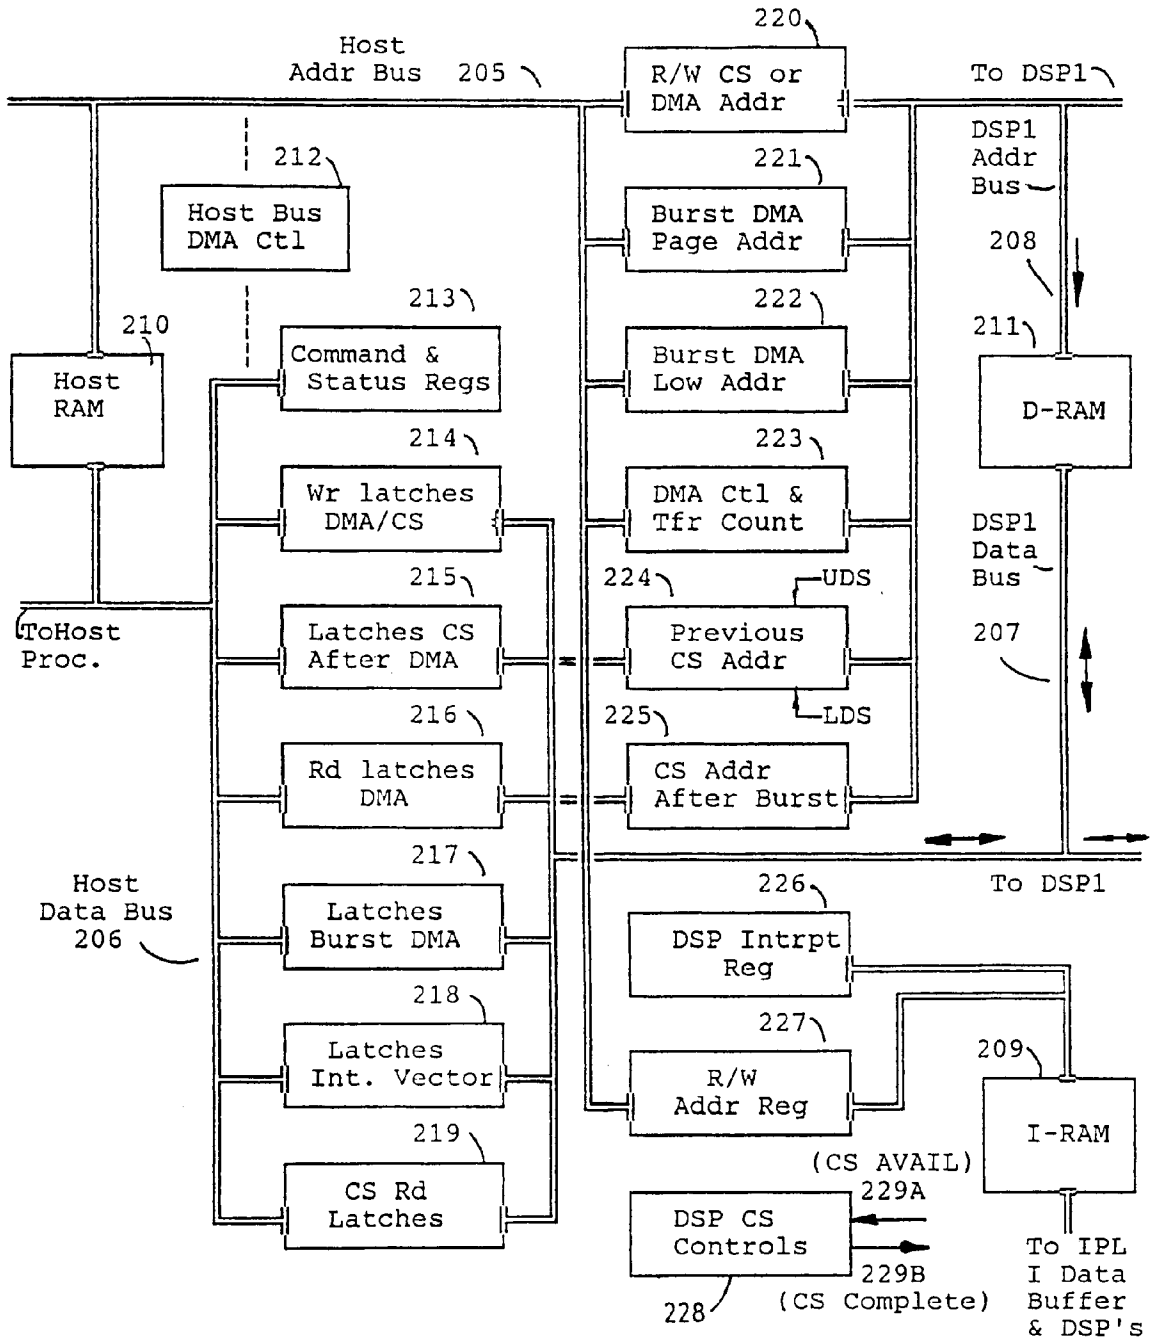 220
Host
Addr Bus 205
R/W CS or
DMA Addr
To DSP1
DSP1
Addr
Bus
212
Host Bus
DMA Ctl
221
Burst DMA
Page Addr
208
213
Command &
Status Regs
222
Burst DMA
Low Addr
210
Host
RAM
211
D-RAM
214
Wr latches
DMA/CS
223
DMA Ctl &
Tfr Count
DSP1
Data
Bus
207
ToHost
Proc.
215
Latches CS
After DMA
224
UDS
Previous
CS Addr
LDS
216
Rd latches
DMA
225
CS Addr
After Burst
To DSP1
Host
Data Bus
206
217
Latches
Burst DMA
226
DSP Intrpt
Reg
218
Latches
Int. Vector
227
R/W
Addr Reg
209
I-RAM
219
CS Rd
Latches
(CS AVAIL)
229A
DSP CS
Controls
229B
(CS Complete)
228
To IPL
I Data
Buffer
& DSP's